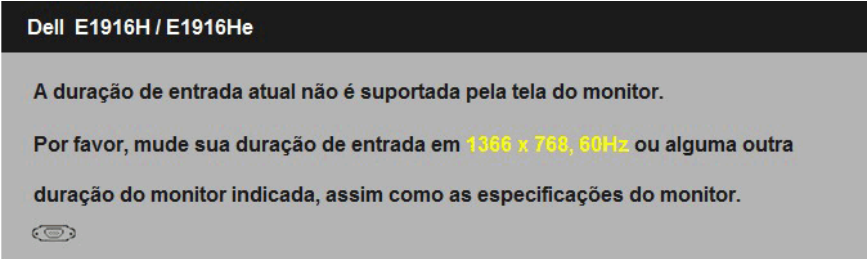 Dell E1916H / E1916He
A duração de entrada atual não é suportada pela tela do monitor.
Por favor, mude sua duração de entrada em 1366 x 768, 60Hz ou alguma outra
duração do monitor indicada, assim como as especificações do monitor.